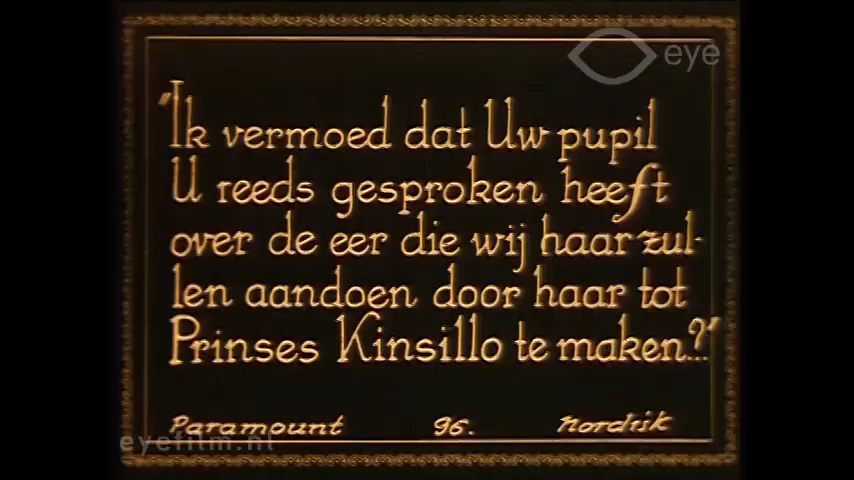 eye
"Ik vermoed dat Uw pupil
U reeds gesproken heeft
over de eer die wij haar zul-
len aandoen door haar tot
Prinses Kinsillo te maken..?"
Paramount 96. Nordisk
eyefilm.nl